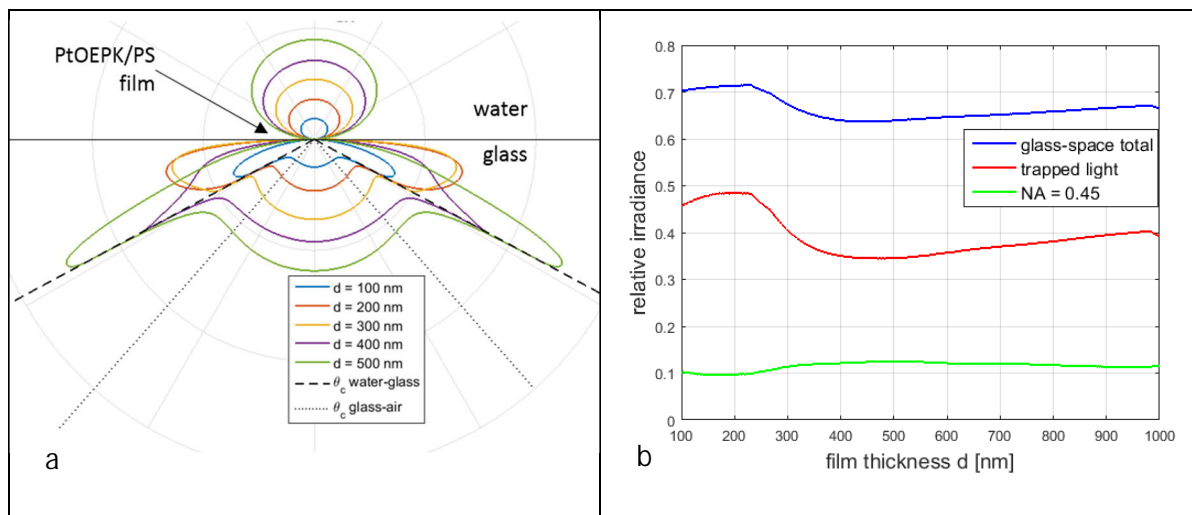 PtOEPK/PS
film
water
glass
d = 100 nm
d = 200 nm
d = 300 nm
d = 400 nm
d = 500 nm
θc water-glass
θc glass-air
a
0.8
0.7
0.6
0.5
0.4
0.3
0.2
0.1
0
relative irradiance
glass-space total
trapped light
NA = 0.45
100 200 300 400 500 600 700 800 900 1000
film thickness d [nm]
b